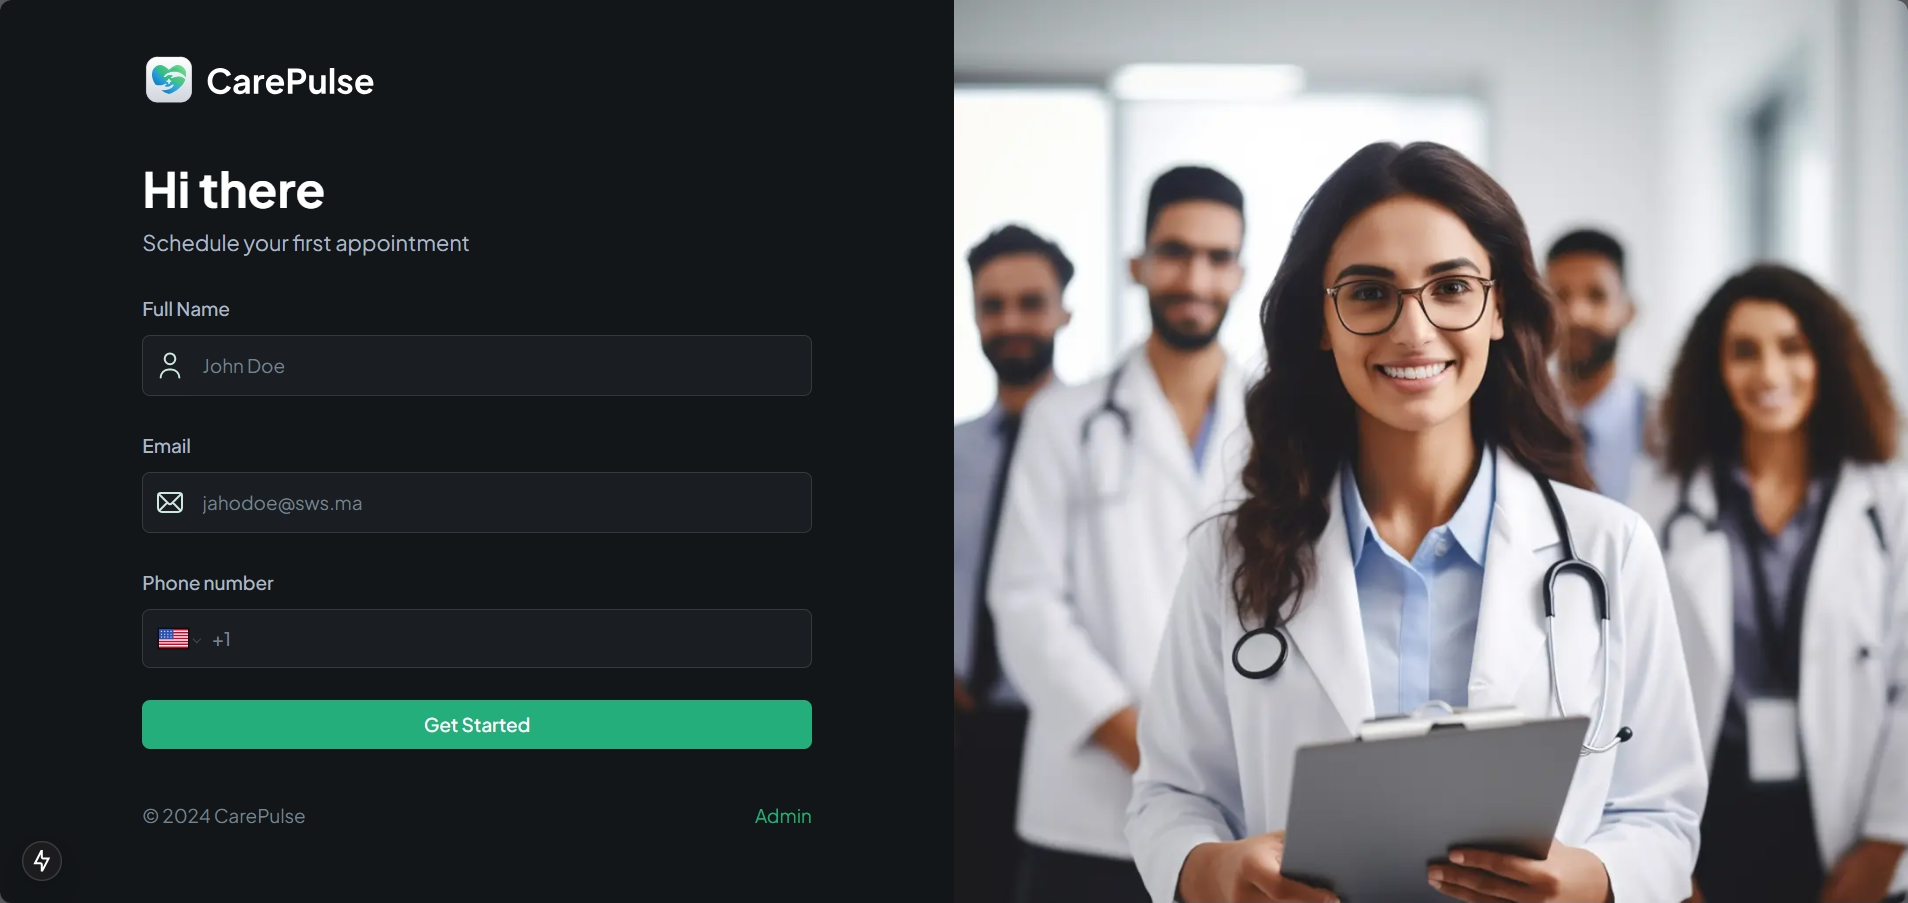 CarePulse
Hi there
Schedule your first appointment
Full Name
John Doe
Email
jahodoe@sws.ma
Phone number
+1
Get Started
© 2024 CarePulse
Admin